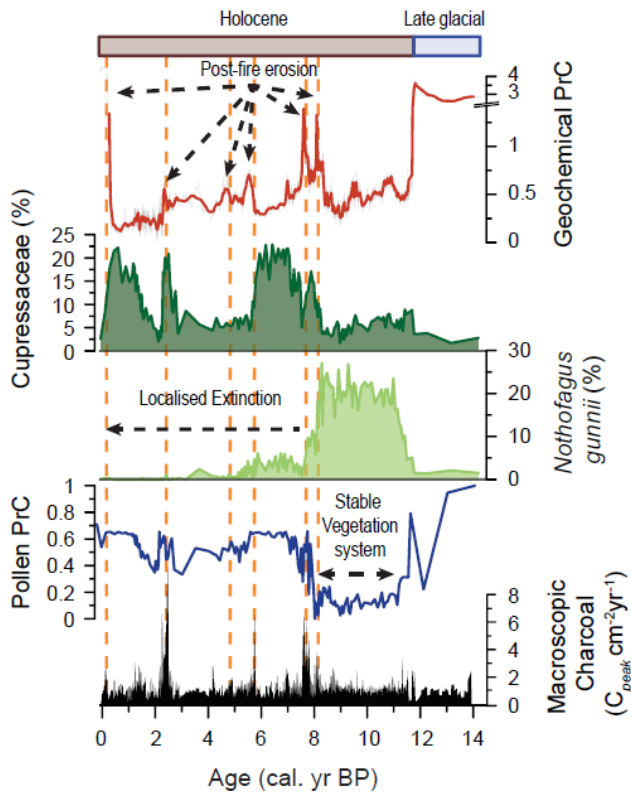 Holocene
Late glacial
Post-fire erosion
4
3
1
0.5
0
Geochemical PrC
Cupressaceae (%)
25
20
15
10
5
0
30
20
10
0
Nothofagus
gunnii (%)
Localised Extinction
Pollen PrC
1
0.8
0.6
0.4
0.2
0
Stable
Vegetation
system
8
6
4
2
0
Macroscopic
Charcoal
(Cpeak cm-2yr-1)
0 2 4 6 8 10 12 14
Age (cal. yr BP)